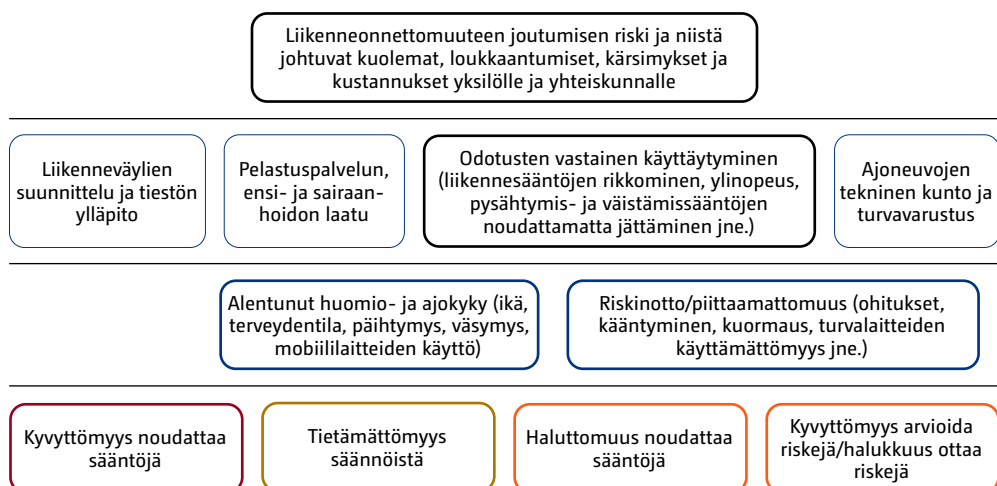 Liikenneonnettomuuteen joutumisen riski ja niistä
johtuvat kuolemat, loukkaantumiset, kärsimykset ja
kustannukset yksilölle ja yhteiskunnalle
Liikenneväylien
suunnittelu ja tiestön
ylläpito
Pelastuspalvelun,
ensi- ja sairaan-
hoidon laatu
Odotusten vastainen käyttäytyminen
(liikennesääntöjen rikkominen, ylinopeus,
pysähtymis- ja väistämissääntöjen
noudattamatta jättäminen jne.)
Ajoneuvojen
tekninen kunto ja
turvavarustus
Alentunut huomio- ja ajokyky (ikä,
terveydentila, päihtymys, väsymys,
mobiililaitteiden käyttö)
Riskinotto/piittaamattomuus (ohitukset,
kääntyminen, kuormaus, turvalaitteiden
käyttämättömyys jne.)
Kyvyttömyys noudattaa
sääntöjä
Tietämättömyys
säännöistä
Haluttomuus noudattaa
sääntöjä
Kyvyttömyys arvioida
riskejä/halukkuus ottaa
riskejä